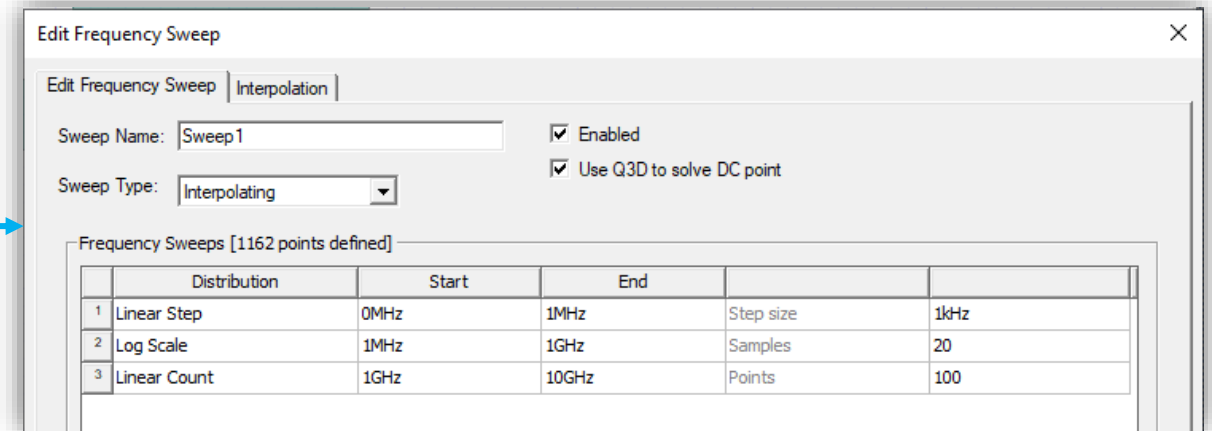 Edit Frequency Sweep
Edit Frequency Sweep Interpolation
Sweep Name: Sweep1 Enabled
Use Q3D to solve DC point
Sweep Type: Interpolating
Frequency Sweeps [1162 points defined]
Distribution Start End
1 Linear Step 0MHz 1MHz Step size 1kHz
2 Log Scale 1MHz 1GHz Samples 20
3 Linear Count 1GHz 10GHz Points 100